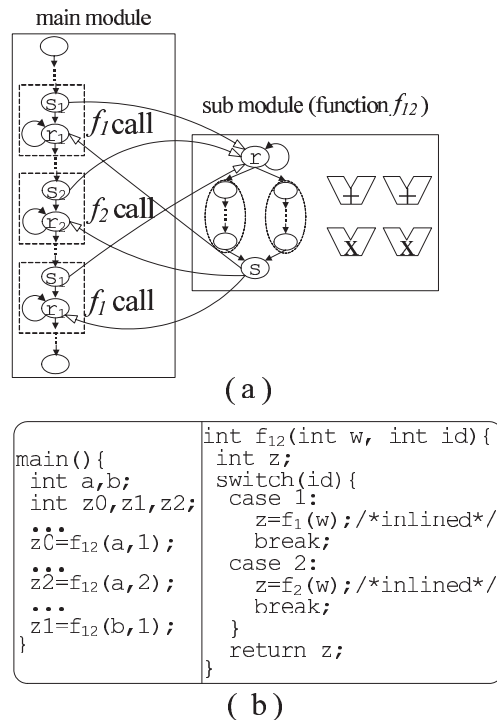 main module
sub module (function f12)
s1
r1
f1 call
s2
r2
f2 call
s1
r1
f1 call
r
s
+ +
x x
(a)
main(){
int a,b;
int z0,z1,z2;
...
z0=f12(a,1);
...
z2=f12(a,2);
...
z1=f12(b,1);
}
int f12(int w, int id){
int z;
switch(id){
case 1:
z=f1(w);/*inlined*/
break;
case 2:
z=f2(w);/*inlined*/
break;
}
return z;
}
(b)